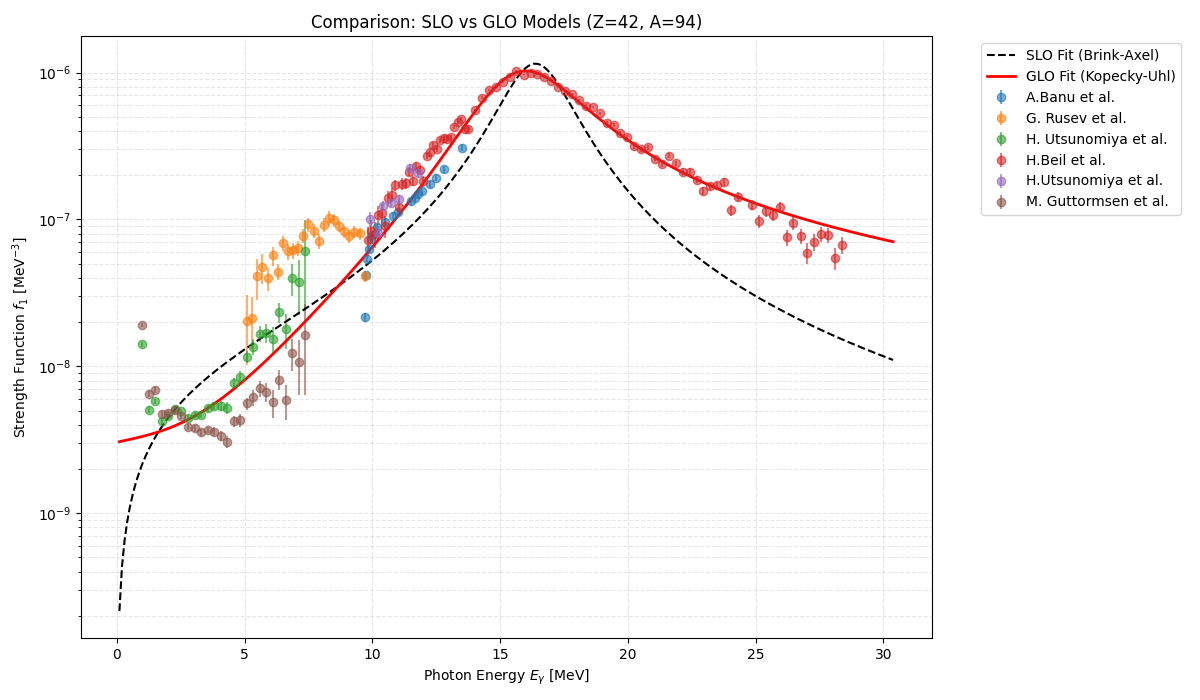 Comparison: SLO vs GLO Models (Z=42, A=94)
SLO Fit (Brink-Axel)
GLO Fit (Kopecky-Uhl)
A.Banu et al.
G. Rusev et al.
H. Utsunomiya et al.
H.Beil et al.
H.Utsunomiya et al.
M. Guttormsen et al.
Strength Function f₁ [MeV⁻³]
10⁻⁶
10⁻⁷
10⁻⁸
10⁻⁹
0 5 10 15 20 25 30
Photon Energy Eᵧ [MeV]